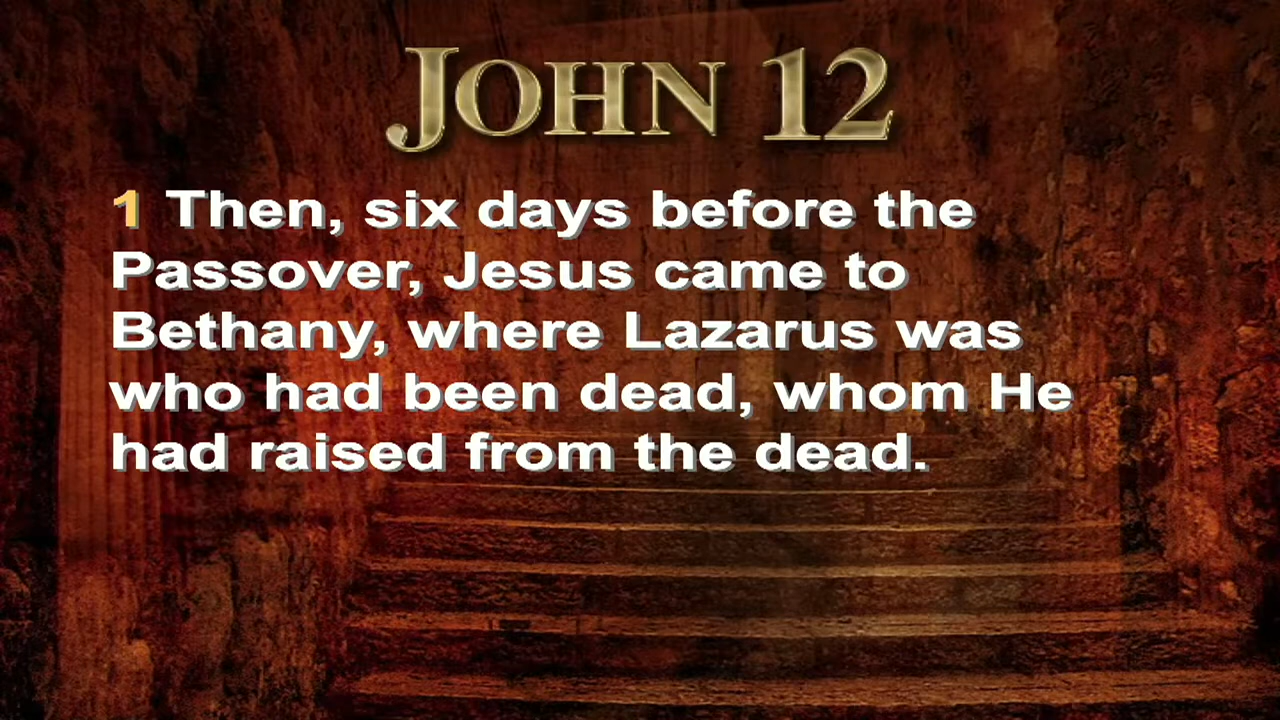 JOHN 12
1 Then, six days before the
Passover, Jesus came to
Bethany, where Lazarus was
who had been dead, whom He
had raised from the dead.